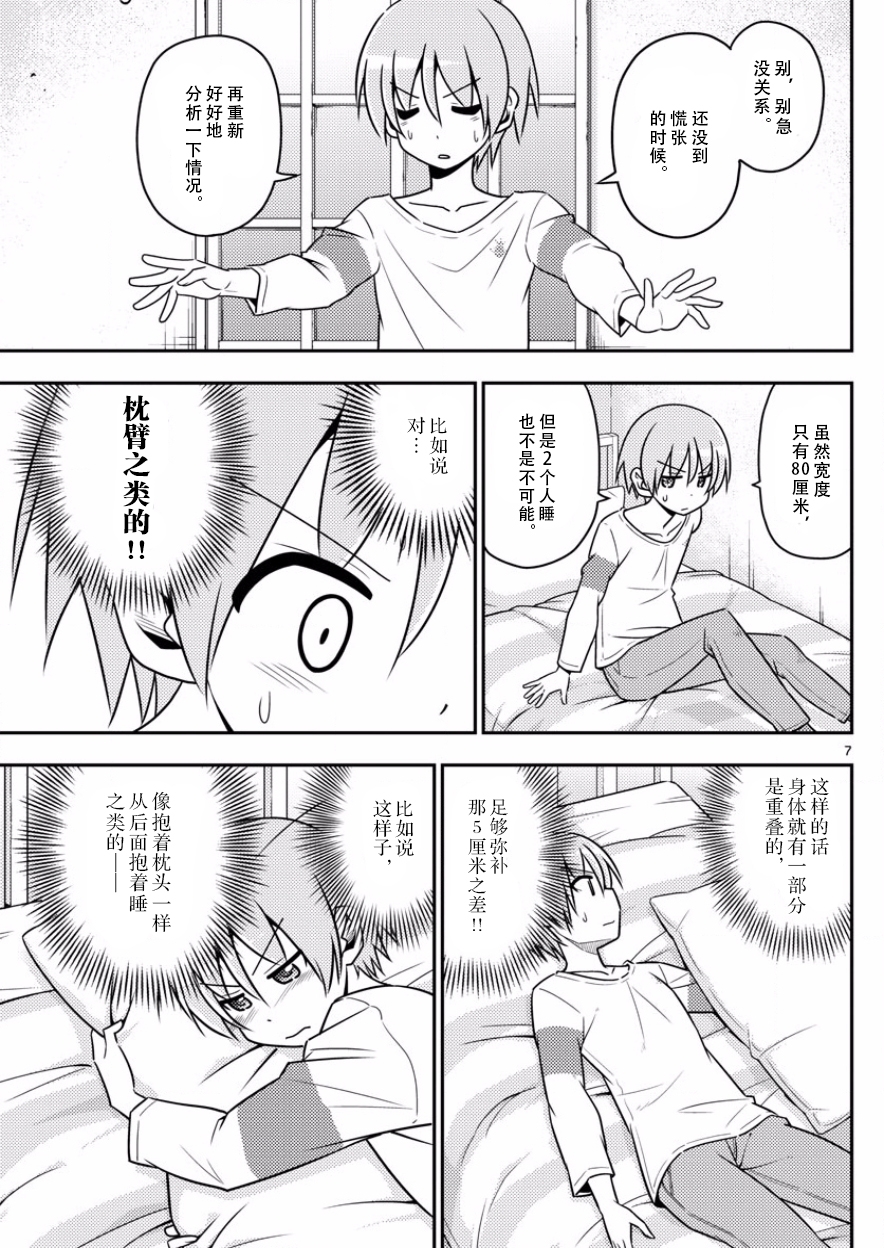 别，别急
没关系。
还没到
慌张
的时候。
再重新
好好地
分析一下情况。
虽然宽度
只有80厘米，
但是2个人睡
也不是不可能。
比如说
对…
枕臂之类的!!
7
这样的话
身体就有一部分
是重叠的，
足够弥补
那5厘米之差!!
比如说
这样子，
像抱着枕头一样
从后面抱着睡
之类的——